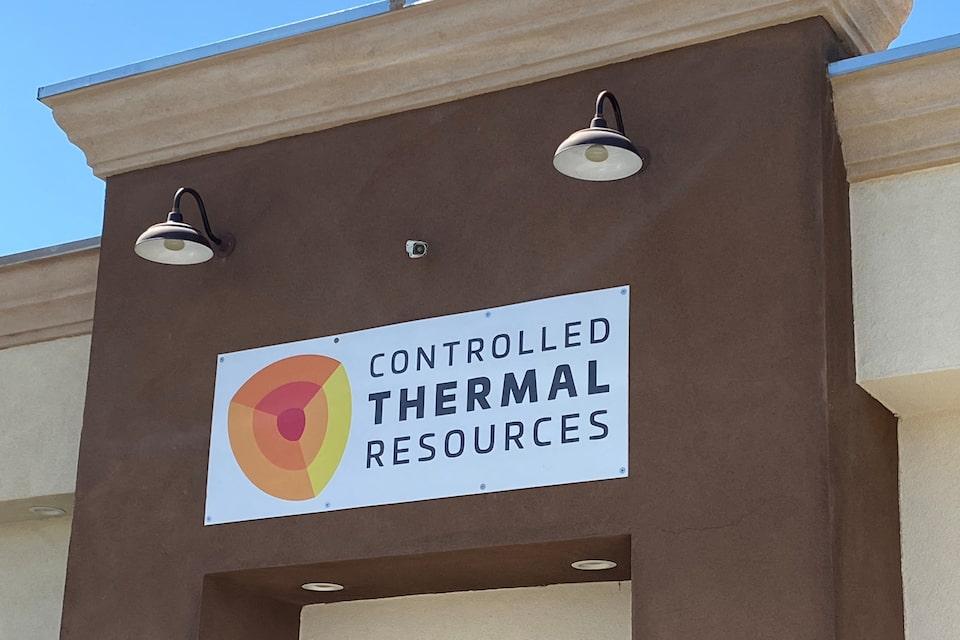 CONTROLLED
THERMAL
RESOURCES